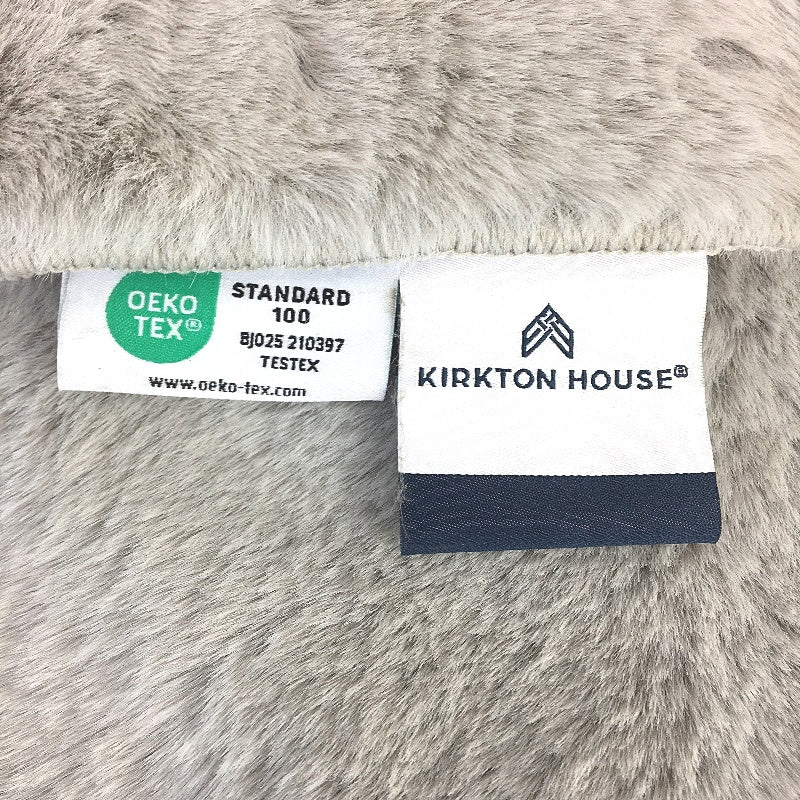 OEKO
TEX®
STANDARD
100
BJ025 210397
TESTEX
www.oeko-tex.com
KIRKTON HOUSE®